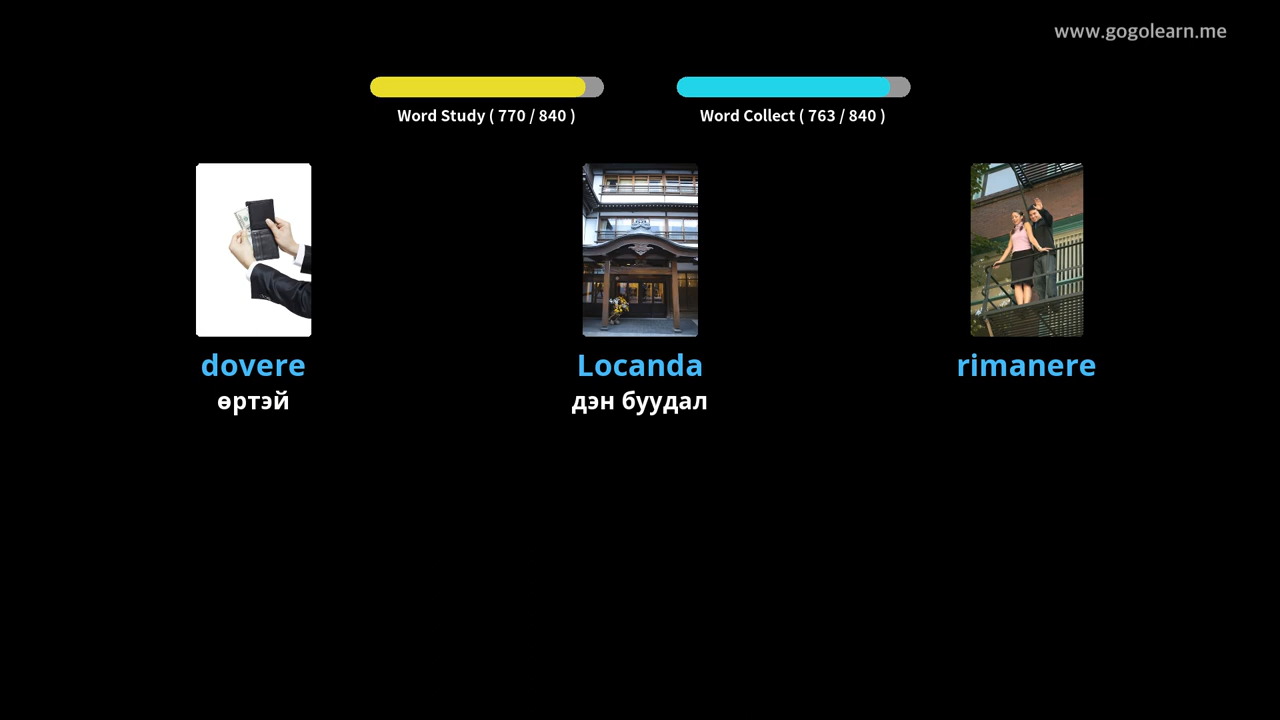 www.gogolearn.me
Word Study ( 770 / 840 )
Word Collect ( 763 / 840 )
dovere
өртэй
Locanda
дэн буудал
rimanere